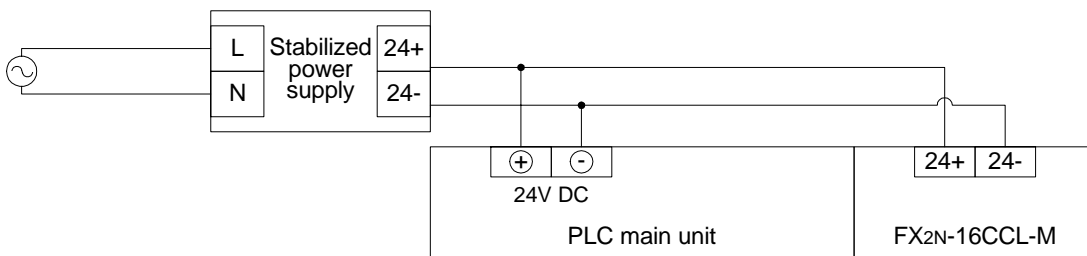 L
Stabilized
power
supply
24+
N
24-
+
-
24+
24-
24V DC
PLC main unit
FX2N-16CCL-M